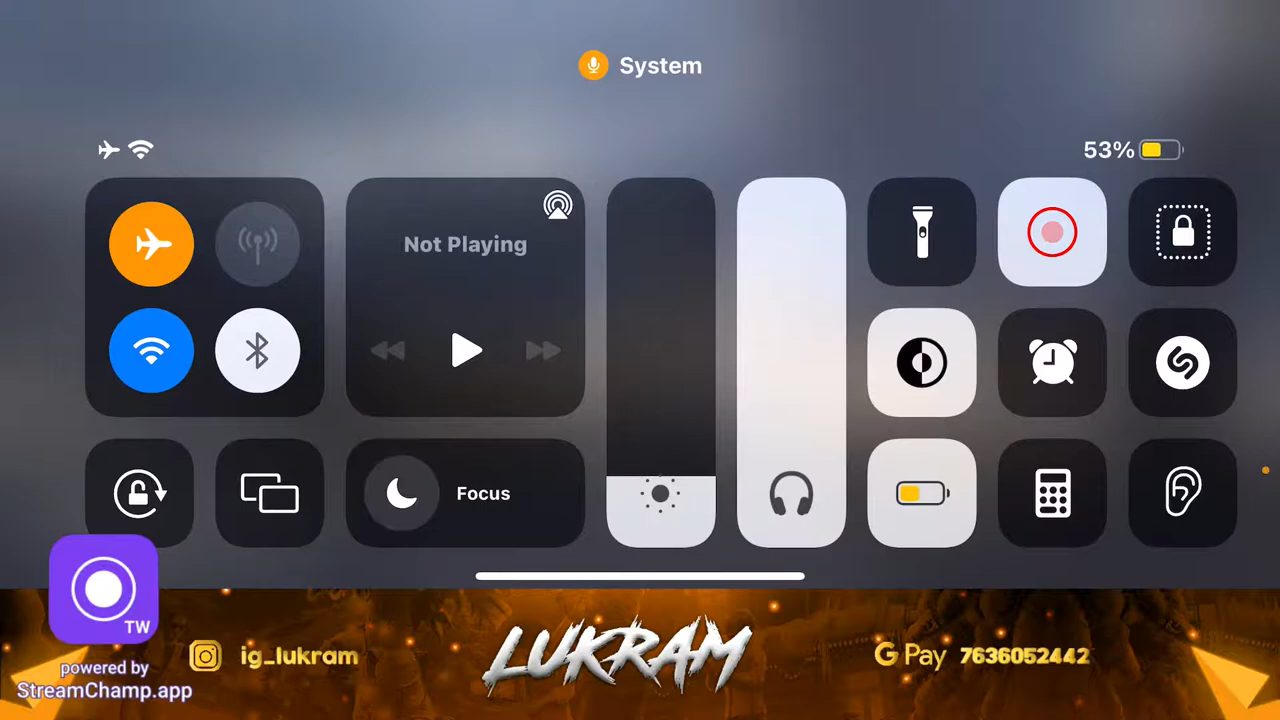 System
53%
Not Playing
Focus
TW
powered by
StreamChamp.app
ig_lukram
LUKRAM
G Pay 7636052442